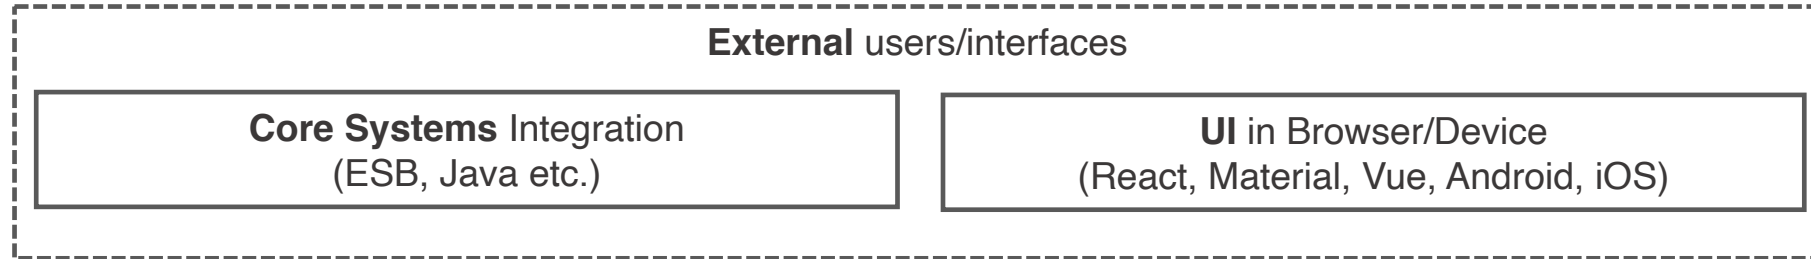 External users/interfaces
Core Systems Integration
(ESB, Java etc.)
UI in Browser/Device
(React, Material, Vue, Android, iOS)